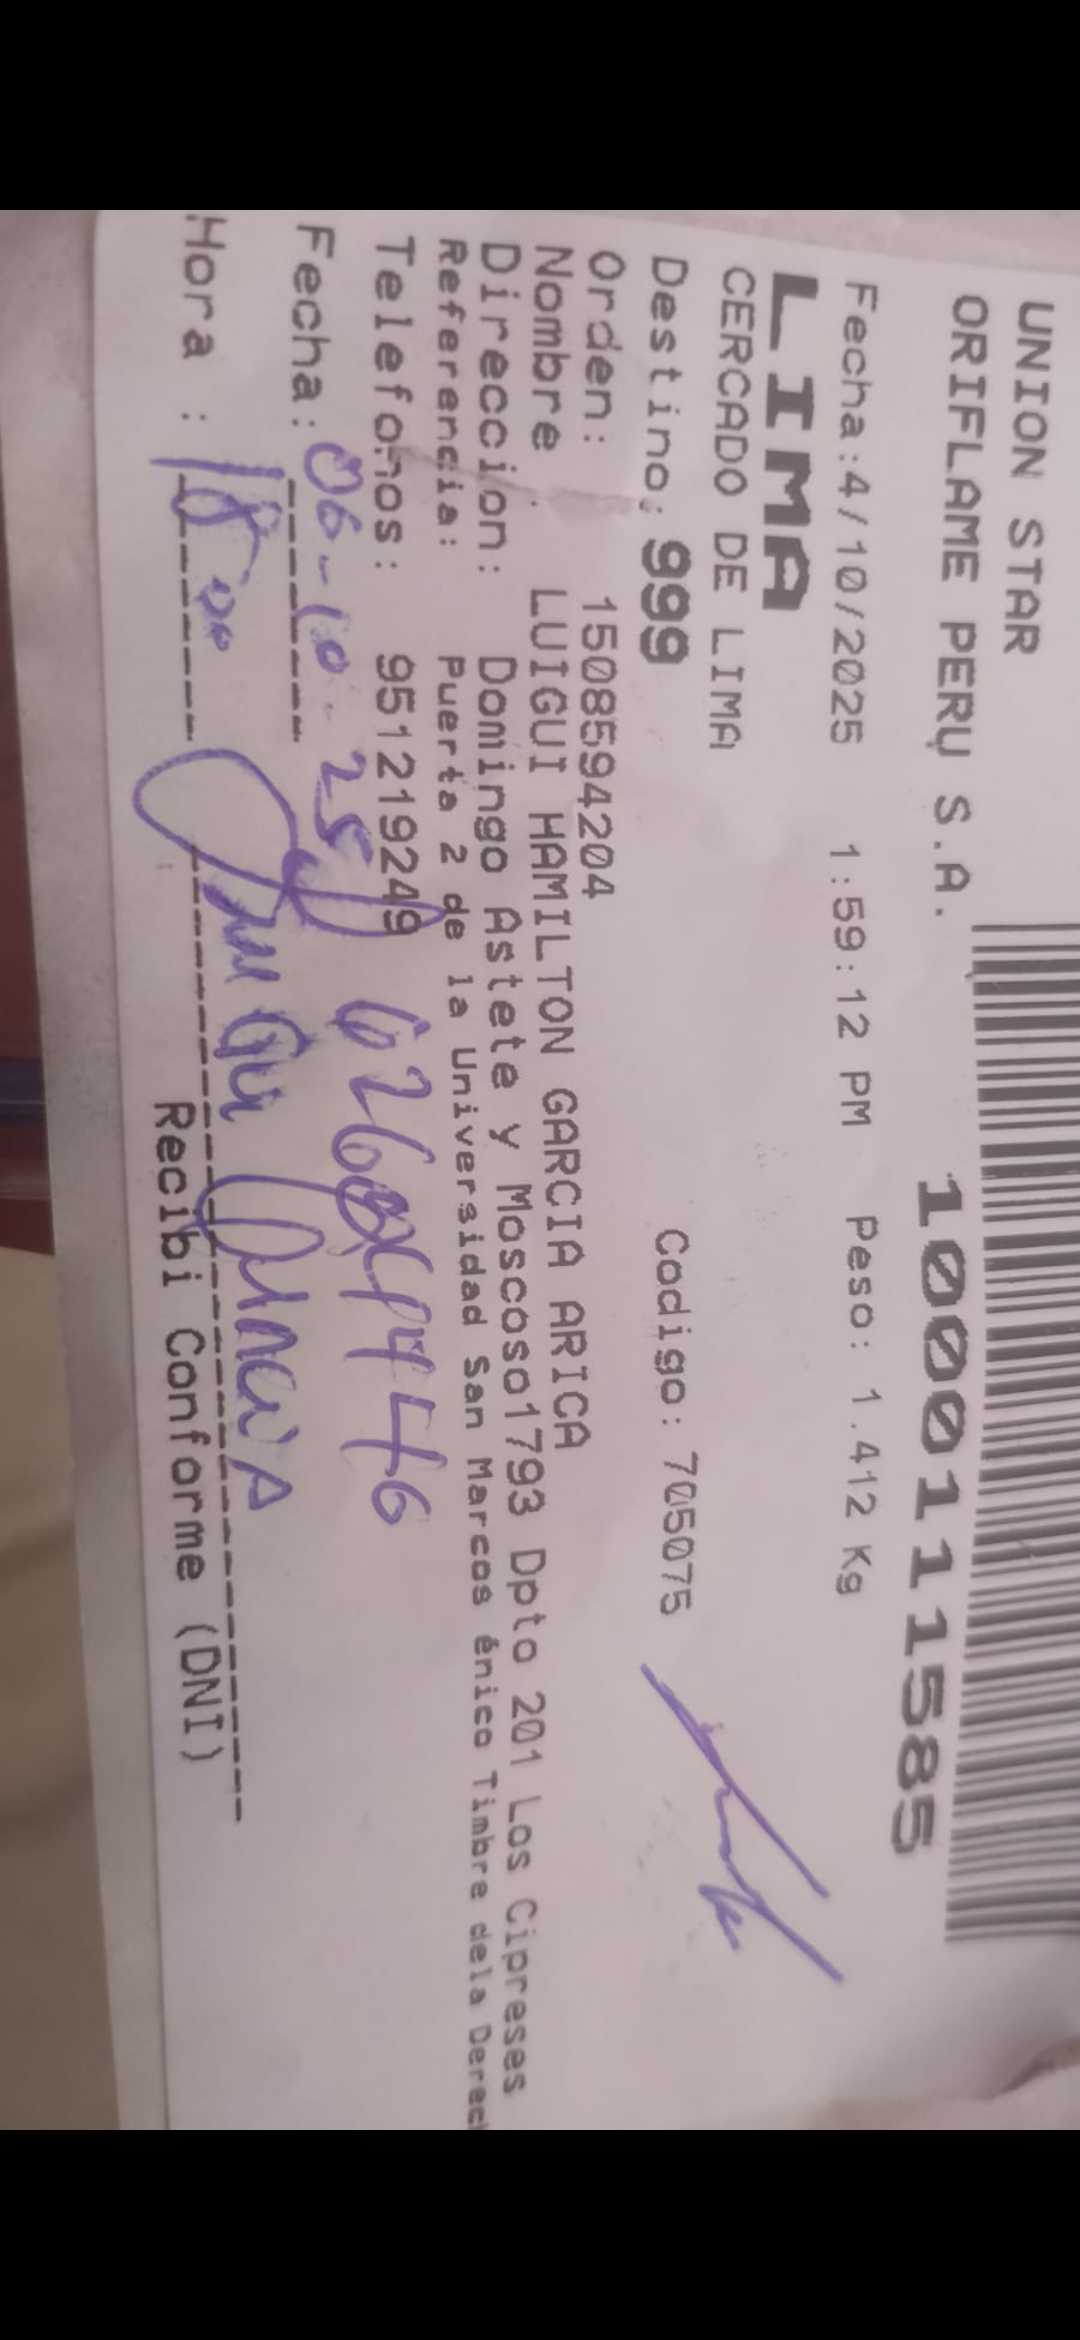 UNION STAR
ORIFLAME PERU S.A.
100011585
Fecha:4/10/2025 1:59:12 PM Peso: 1.412 Kg
LIMA
CERCADO DE LIMA
Destino: 999 Codigo: 705075
Orden: 1508594204
Nombre : LUIGUI HAMILTON GARCIA ARICA
Direccion: Domingo Astete y Moscoso1793 Dpto 201 Los Cipreses
Referencia: Puerta 2 de la Universidad San Marcos énico Timbre dela Derec
Telefonos: 951219249
Fecha: 06-10-25
Hora : 18:00
Recibi Conforme (DNI)